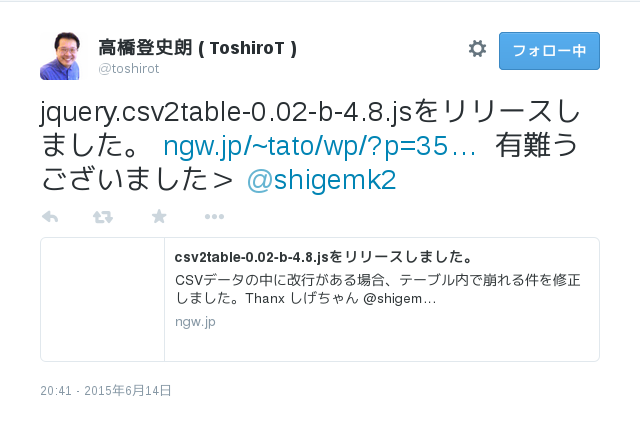 高橋登史朗 ( ToshiroT )
@toshirot
フォロー中
jquery.csv2table-0.02-b-4.8.jsをリリースし
ました。 ngw.jp/~tato/wp/?p=35… 有難う
ございました＞ @shigemk2
csv2table-0.02-b-4.8.jsをリリースしました。
CSVデータの中に改行がある場合、テーブル内で崩れる件を修正
しました。Thanx しげちゃん @shigem…
ngw.jp
20:41 - 2015年6月14日